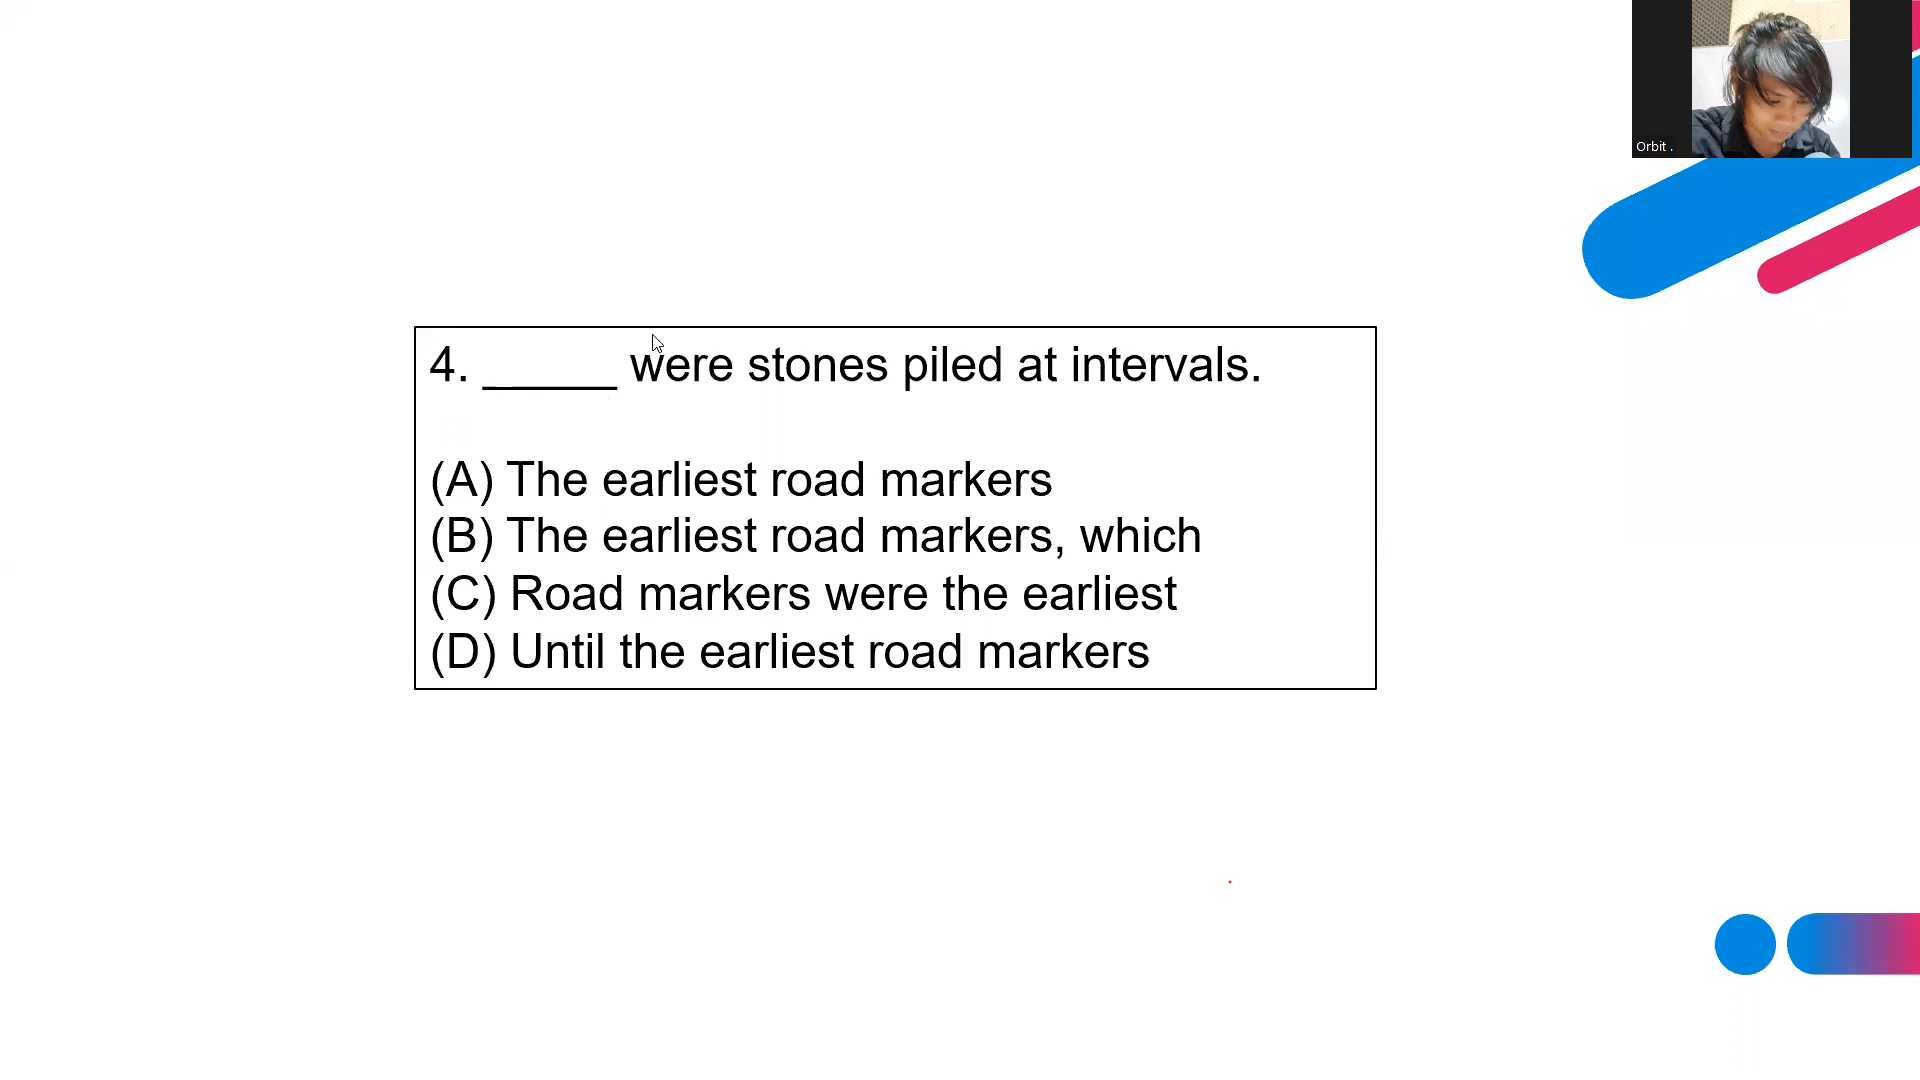 Orbit .
4. _____ were stones piled at intervals.
(A) The earliest road markers
(B) The earliest road markers, which
(C) Road markers were the earliest
(D) Until the earliest road markers